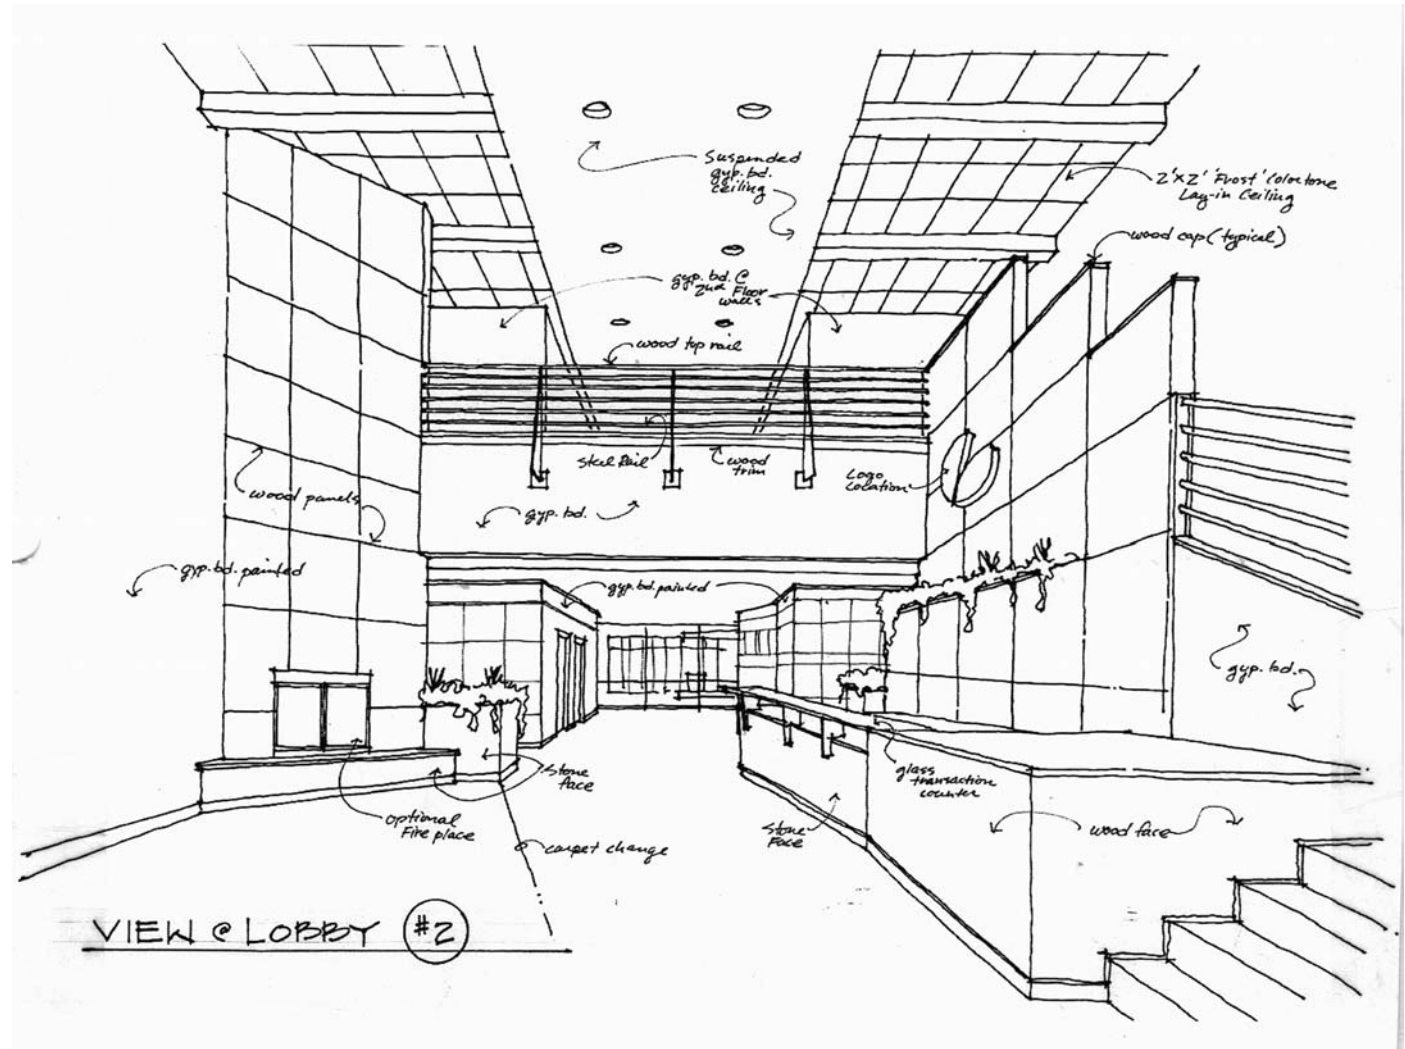 Suspended
gyp. bd.
ceiling
2'x2' 'Frost' Colortone
Lay-in Ceiling
wood cap (typical)
gyp. bd. @
2nd Floor
walls
wood top rail
Steel Rail
wood
trim
Logo
Location
wood panels
gyp. bd.
gyp. bd. painted
gyp. bd. painted
gyp. bd.
Stone
face
glass
transaction
counter
optional
Fire place
Stone
Face
wood face
carpet change
VIEW @ LOBBY #2